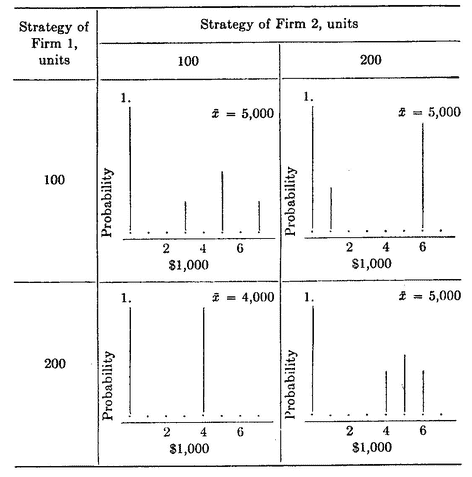 Strategy of Firm 1, units
Strategy of Firm 2, units
100
200
100
1.
x̄ = 5,000
Probability
2 4 6
$1,000
1.
x̄ = 5,000
Probability
2 4 6
$1,000
200
1.
x̄ = 4,000
Probability
2 4 6
$1,000
1.
x̄ = 5,000
Probability
2 4 6
$1,000